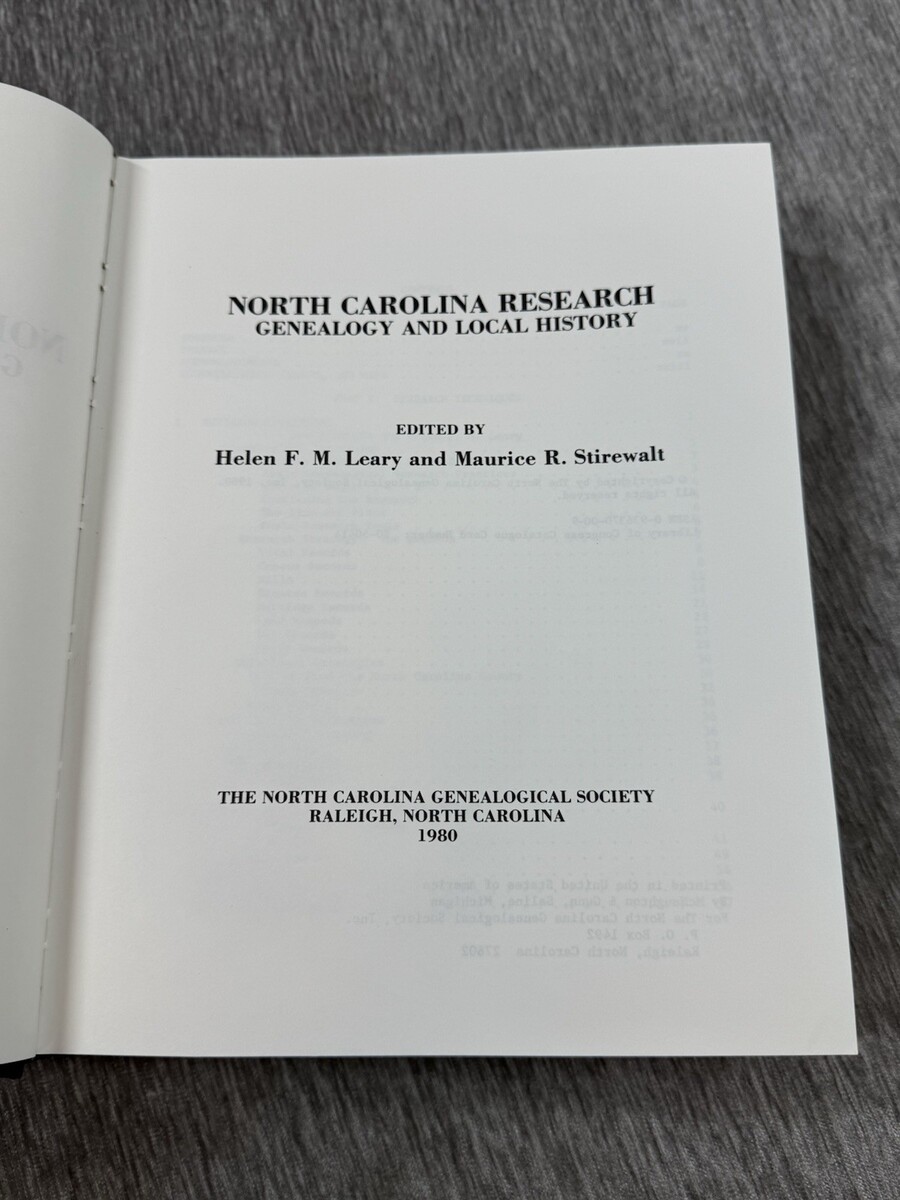 NORTH CAROLINA RESEARCH
GENEALOGY AND LOCAL HISTORY
EDITED BY
Helen F. M. Leary and Maurice R. Stirewalt
THE NORTH CAROLINA GENEALOGICAL SOCIETY
RALEIGH, NORTH CAROLINA
1980